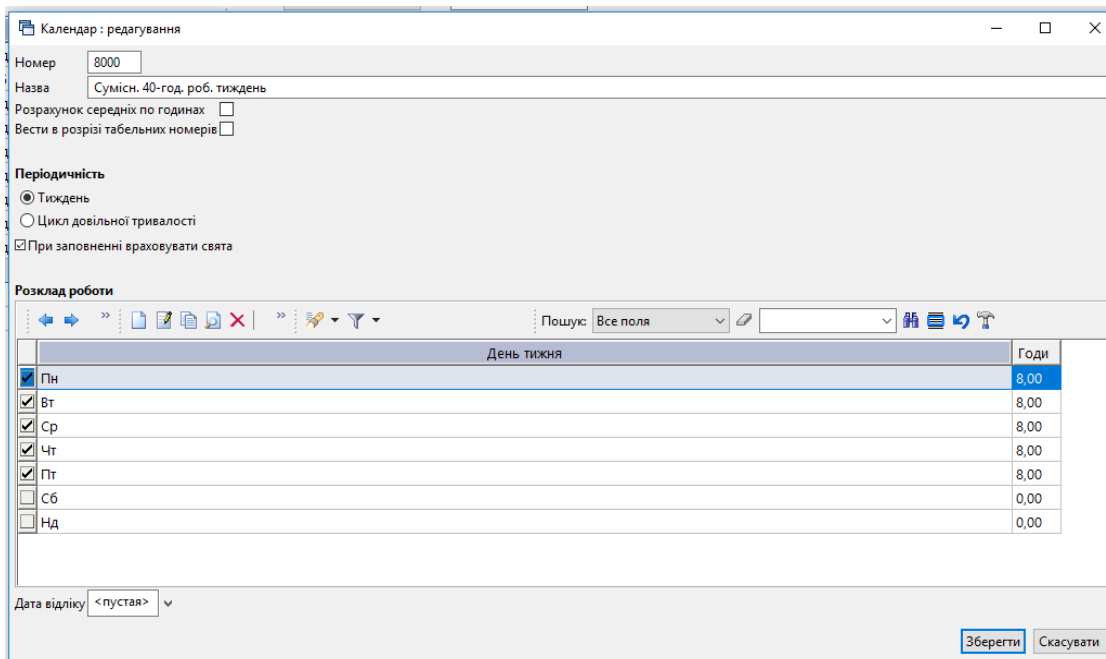 Календар : редагування
Номер 8000
Назва Сумісн. 40-год. роб. тиждень
Розрахунок середніх по годинах
Вести в розрізі табельних номерів
Періодичність
Тиждень
Цикл довільної тривалості
При заповненні враховувати свята
Розклад роботи
Пошук: Все поля
День тижня Годи
Пн 8,00
Вт 8,00
Ср 8,00
Чт 8,00
Пт 8,00
Сб 0,00
Нд 0,00
Дата відліку <пустая>
Зберегти Скасувати